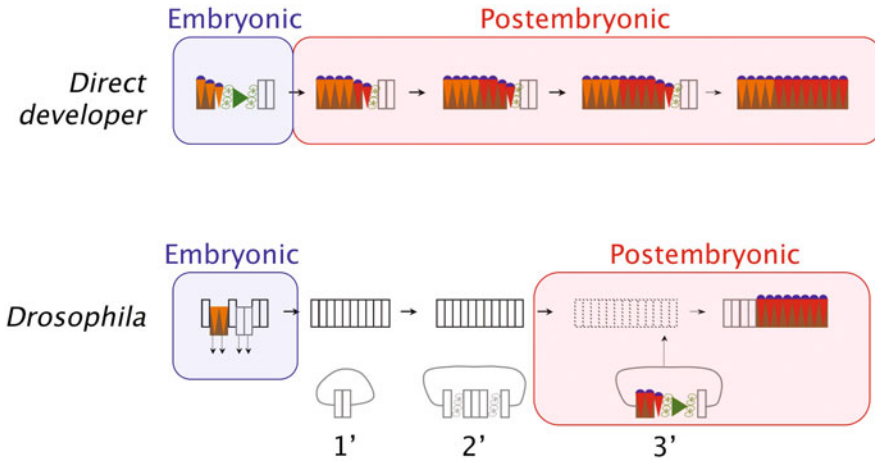 Embryonic
Postembryonic
Direct
developer
Embryonic
Postembryonic
Drosophila
1’
2’
3’